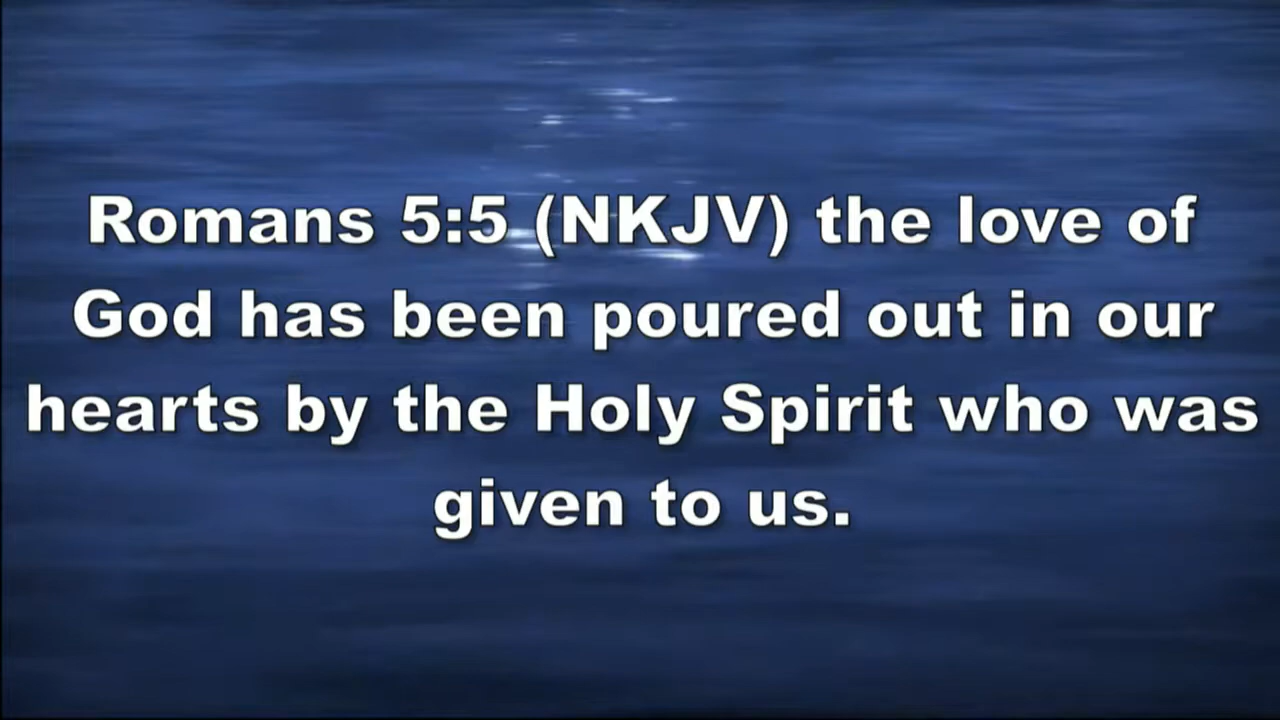 Romans 5:5 (NKJV) the love of
God has been poured out in our
hearts by the Holy Spirit who was
given to us.